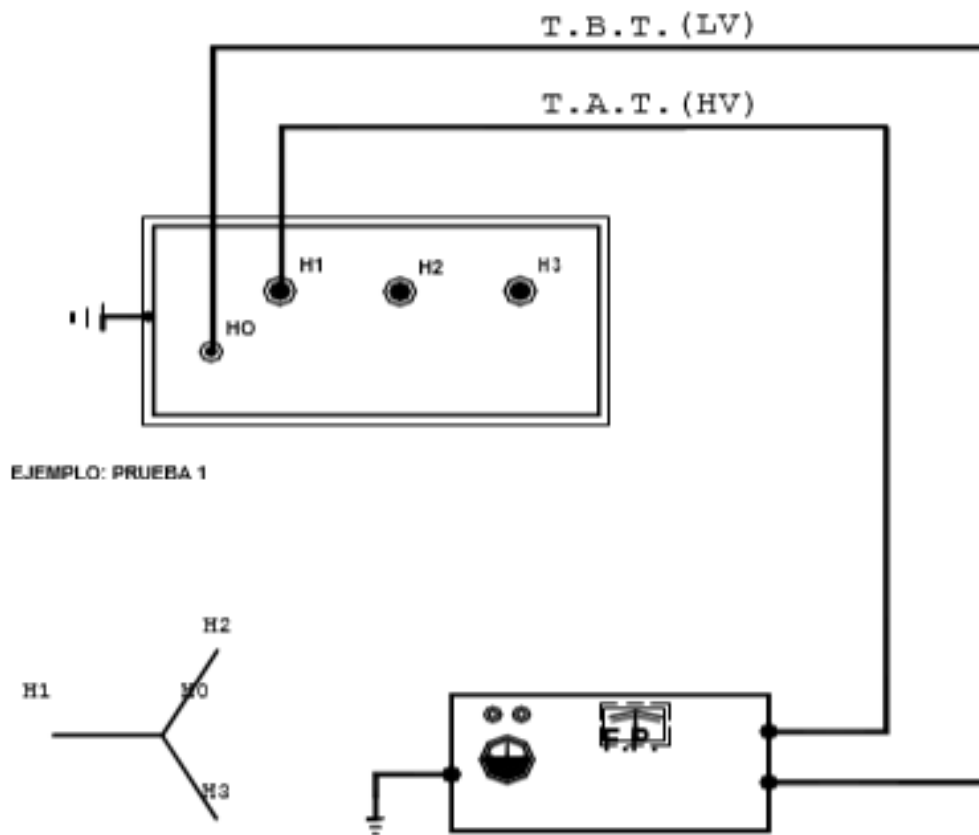 T.B.T.(LV)
T.A.T.(HV)
H1
H2
H3
HO
EJEMPLO: PRUEBA 1
H2
H1
H0
H3
F.P.